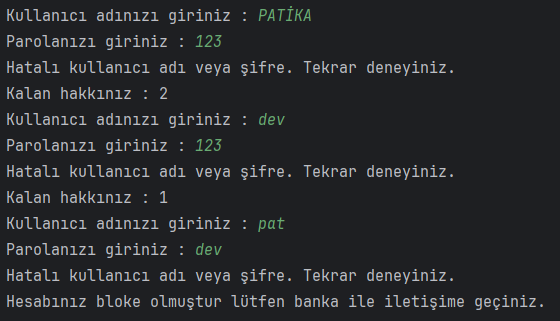 Kullanıcı adınızı giriniz : PATİKA
Parolanızı giriniz : 123
Hatalı kullanıcı adı veya şifre. Tekrar deneyiniz.
Kalan hakkınız : 2
Kullanıcı adınızı giriniz : dev
Parolanızı giriniz : 123
Hatalı kullanıcı adı veya şifre. Tekrar deneyiniz.
Kalan hakkınız : 1
Kullanıcı adınızı giriniz : pat
Parolanızı giriniz : dev
Hatalı kullanıcı adı veya şifre. Tekrar deneyiniz.
Hesabınız bloke olmuştur lütfen banka ile iletişime geçiniz.